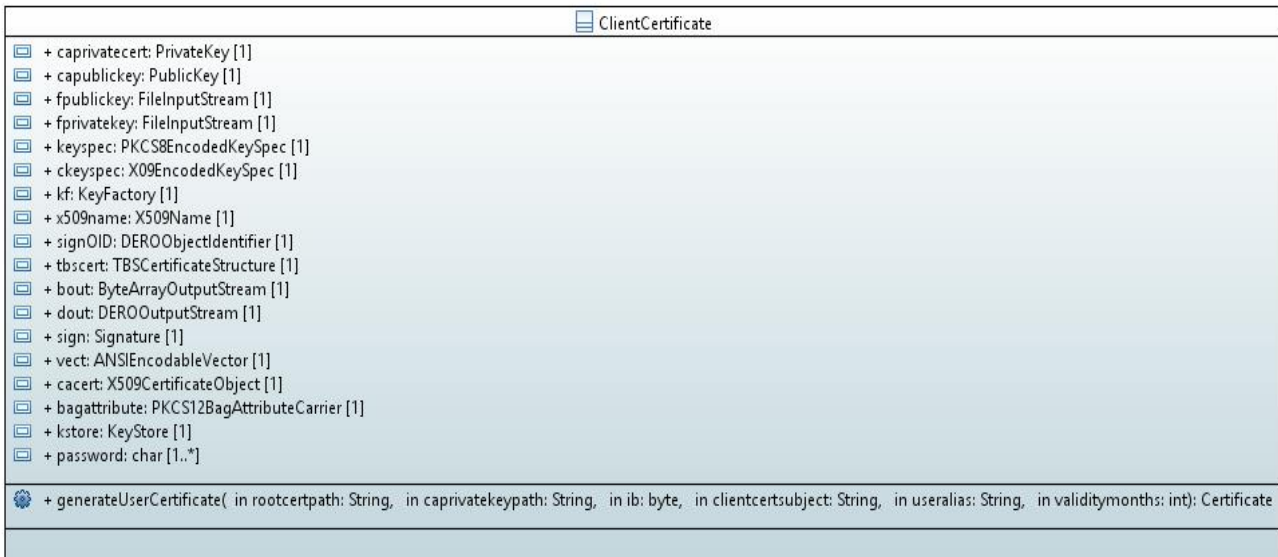 ClientCertificate
+ caprivatecert: PrivateKey [1]
+ capublickey: PublicKey [1]
+ fpublickey: FileInputStream [1]
+ fprivatekey: FileInputStream [1]
+ keyspec: PKCS8EncodedKeySpec [1]
+ ckeyspec: X09EncodedKeySpec [1]
+ kf: KeyFactory [1]
+ x509name: X509Name [1]
+ signOID: DEROObjectIdentifier [1]
+ tbscert: TBSCertificateStructure [1]
+ bout: ByteArrayOutputStream [1]
+ dout: DEROOutputStream [1]
+ sign: Signature [1]
+ vect: ANSIEncodableVector [1]
+ cacert: X509CertificateObject [1]
+ bagattribute: PKCS12BagAttributeCarrier [1]
+ kstore: KeyStore [1]
+ password: char [1..*]
+ generateUserCertificate( in rootcertpath: String, in caprivatekeypath: String, in ib: byte, in clientcertsubject: String, in useralias: String, in validitymonths: int): Certificate